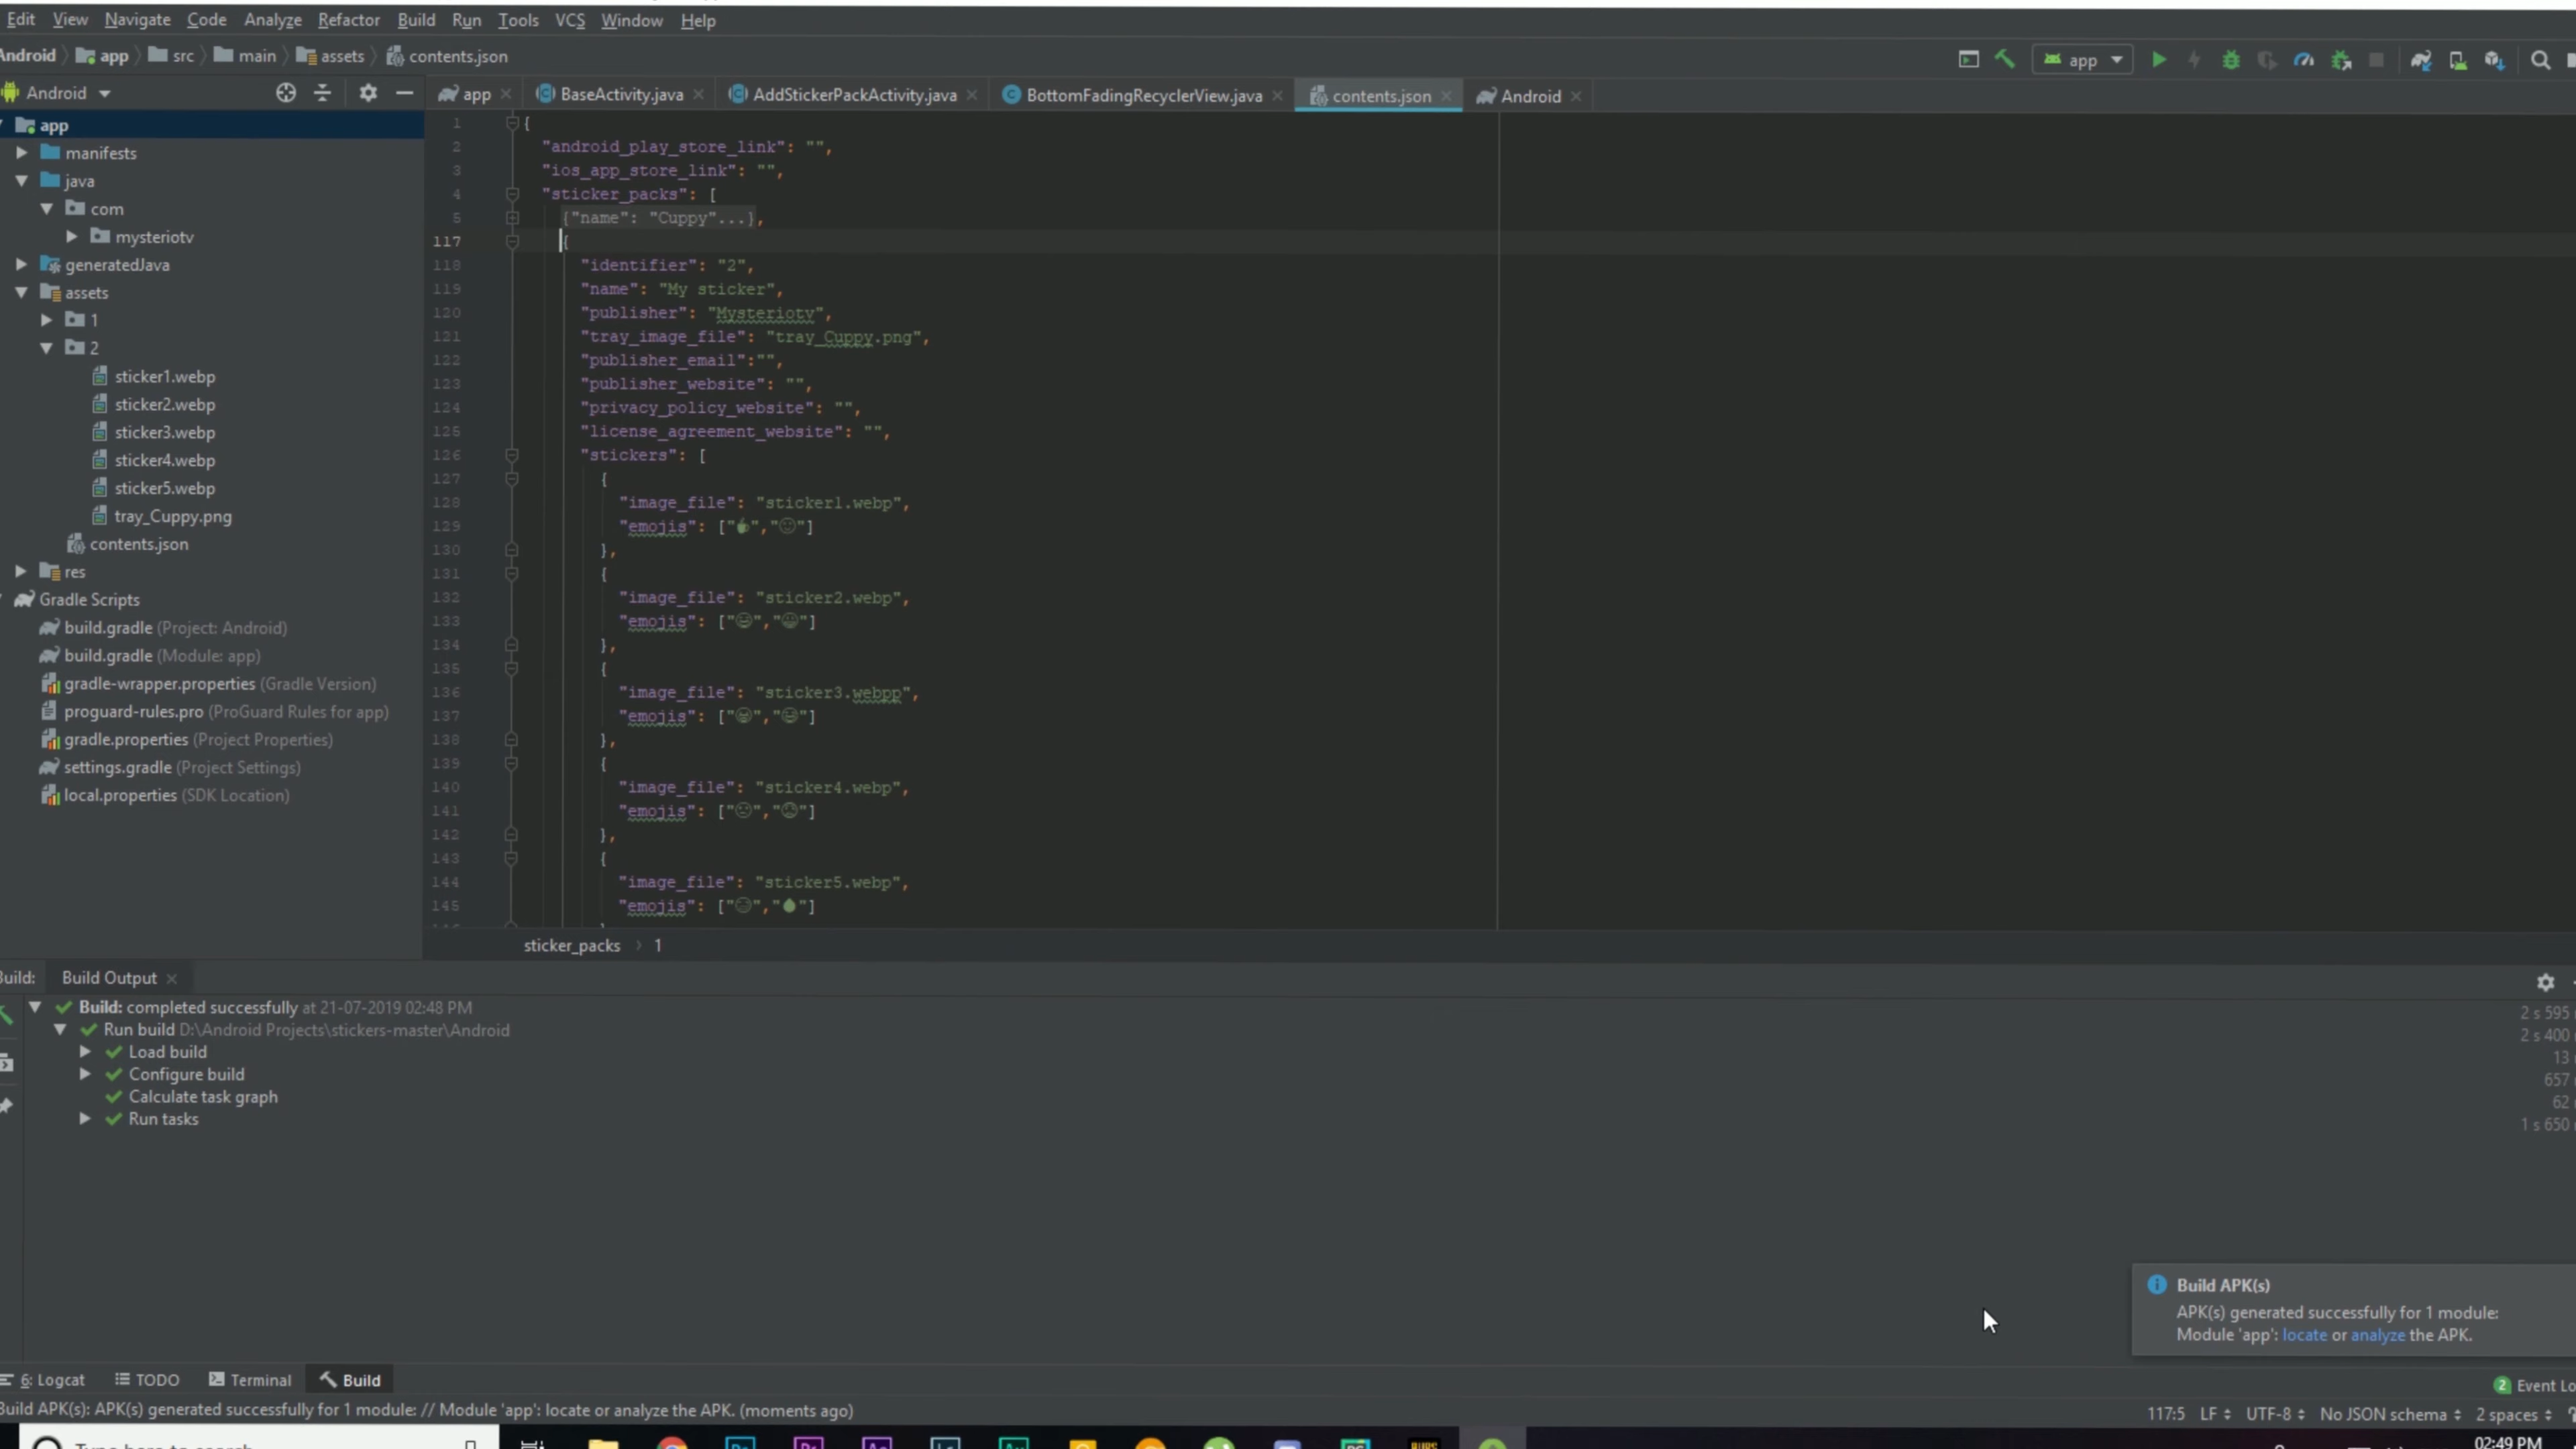 Edit View Navigate Code Analyze Refactor Build Run Tools VCS Window Help
Android app src main assets contents.json
app
Android
app BaseActivity.java AddStickerPackActivity.java BottomFadingRecyclerView.java contents.json Android
app
manifests
java
com
mysteriotv
generatedJava
assets
1
2
sticker1.webp
sticker2.webp
sticker3.webp
sticker4.webp
sticker5.webp
tray_Cuppy.png
contents.json
res
Gradle Scripts
build.gradle (Project: Android)
build.gradle (Module: app)
gradle-wrapper.properties (Gradle Version)
proguard-rules.pro (ProGuard Rules for app)
gradle.properties (Project Properties)
settings.gradle (Project Settings)
local.properties (SDK Location)
1 {
2 "android_play_store_link": "",
3 "ios_app_store_link": "",
4 "sticker_packs": [
5 {"name": "Cuppy"...},
117 {
118 "identifier": "2",
119 "name": "My sticker",
120 "publisher": "Mysteriotv",
121 "tray_image_file": "tray_Cuppy.png",
122 "publisher_email":"",
123 "publisher_website": "",
124 "privacy_policy_website": "",
125 "license_agreement_website": "",
126 "stickers": [
127 {
128 "image_file": "sticker1.webp",
129 "emojis": ["",""]
130 },
131 {
132 "image_file": "sticker2.webp",
133 "emojis": ["",""]
134 },
135 {
136 "image_file": "sticker3.webpp",
137 "emojis": ["",""]
138 },
139 {
140 "image_file": "sticker4.webp",
141 "emojis": ["",""]
142 },
143 {
144 "image_file": "sticker5.webp",
145 "emojis": ["",""]
sticker_packs › 1
Build: Build Output
Build: completed successfully at 21-07-2019 02:48 PM 2 s 595
Run build D:\Android Projects\stickers-master\Android 2 s 400
Load build 13
Configure build 657
Calculate task graph 62
Run tasks 1 s 650
Build APK(s)
APK(s) generated successfully for 1 module:
Module 'app': locate or analyze the APK.
6: Logcat TODO Terminal Build
2 Event Lo
Build APK(s): APK(s) generated successfully for 1 module: // Module 'app': locate or analyze the APK. (moments ago)
117:5 LF UTF-8 No JSON schema 2 spaces
Type here to search
02:49 PM